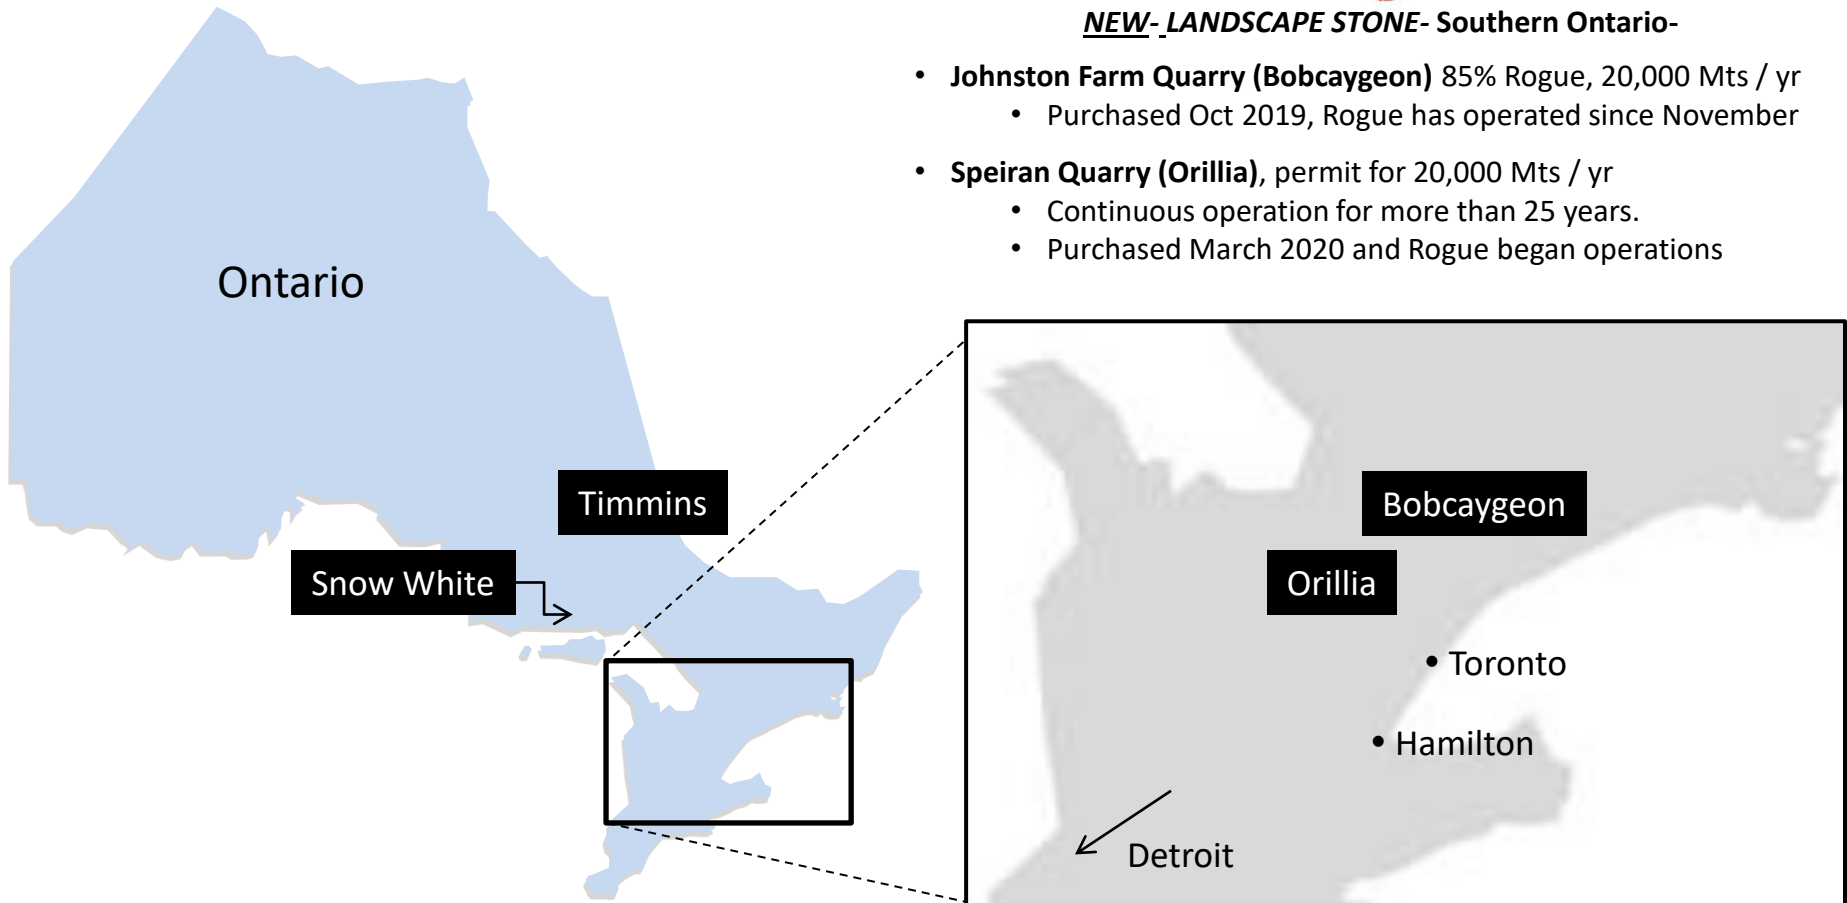 NEW- LANDSCAPE STONE- Southern Ontario-
• Johnston Farm Quarry (Bobcaygeon) 85% Rogue, 20,000 Mts / yr
• Purchased Oct 2019, Rogue has operated since November
• Speiran Quarry (Orillia), permit for 20,000 Mts / yr
• Continuous operation for more than 25 years.
• Purchased March 2020 and Rogue began operations
Ontario
Timmins
Snow White
Bobcaygeon
Orillia
• Toronto
• Hamilton
Detroit